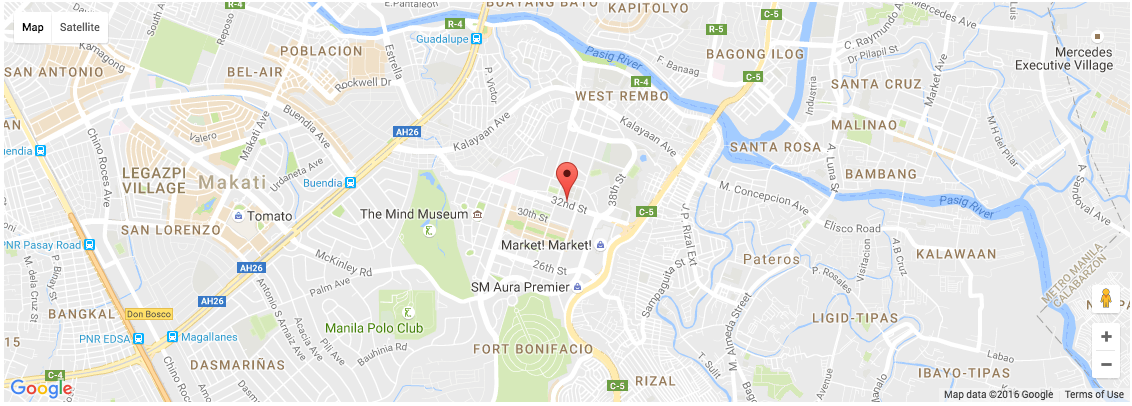 Map
Satellite
E.Pantaleon
R-4
BUAYANG BATO
KAPITOLYO
C-5
R-5
Mercedes Ave
South Ave
Reposo
Kamagong
Guadalupe
POBLACION
Estrella
Pasig River
BAGONG ILOG
C. Raymundo Ave
Dr Pilapil St
Mercedes
Executive Village
SAN ANTONIO
BEL-AIR
Rockwell Dr
P. Victor
F. Banaag
R-4
C-5
Industria
SANTA CRUZ
Market Ave
WEST REMBO
Buendia Ave
Makati Ave
Valero
AH26
Kalayaan Ave
Kalayaan Ave
MALINAO
M H del Pilar
Chino Roces Ave
SANTA ROSA
A. Luna St
uendia
LEGAZPI
VILLAGE
Makati
Urdaneta Ave
Buendia
BAMBANG
A. Sandoval Ave
M. Concepcion Ave
Pasig River
Tomato
The Mind Museum
32nd St
38th St
30th St
C-5
J.P. Rizal Ext
Elisco Road
SAN LORENZO
PNR Pasay Road
Market! Market!
A B Cruz
Visitacion
KALAWAAN
AH26
McKinley Rd
26th St
Pateros
P. Rosales
METRO MANILA
CALABARZON
M. dela Cruz St
P. Binay St
Palm Ave
SM Aura Premier
Sampaguita St
AH26
BANGKAL
Don Bosco
Manila Polo Club
M. Almeda Street
LIGID-TIPAS
PNR EDSA
Magallanes
Antonio S Arnaiz Ave
Acacia Ave
Pili Ave
Bauhinia Rd
FORT BONIFACIO
Labao
DASMARIÑAS
T. Sulit
Chino
C-4
C-5
RIZAL
Manalo
IBAYO-TIPAS
Google
Map data ©2016 Google
Terms of Use